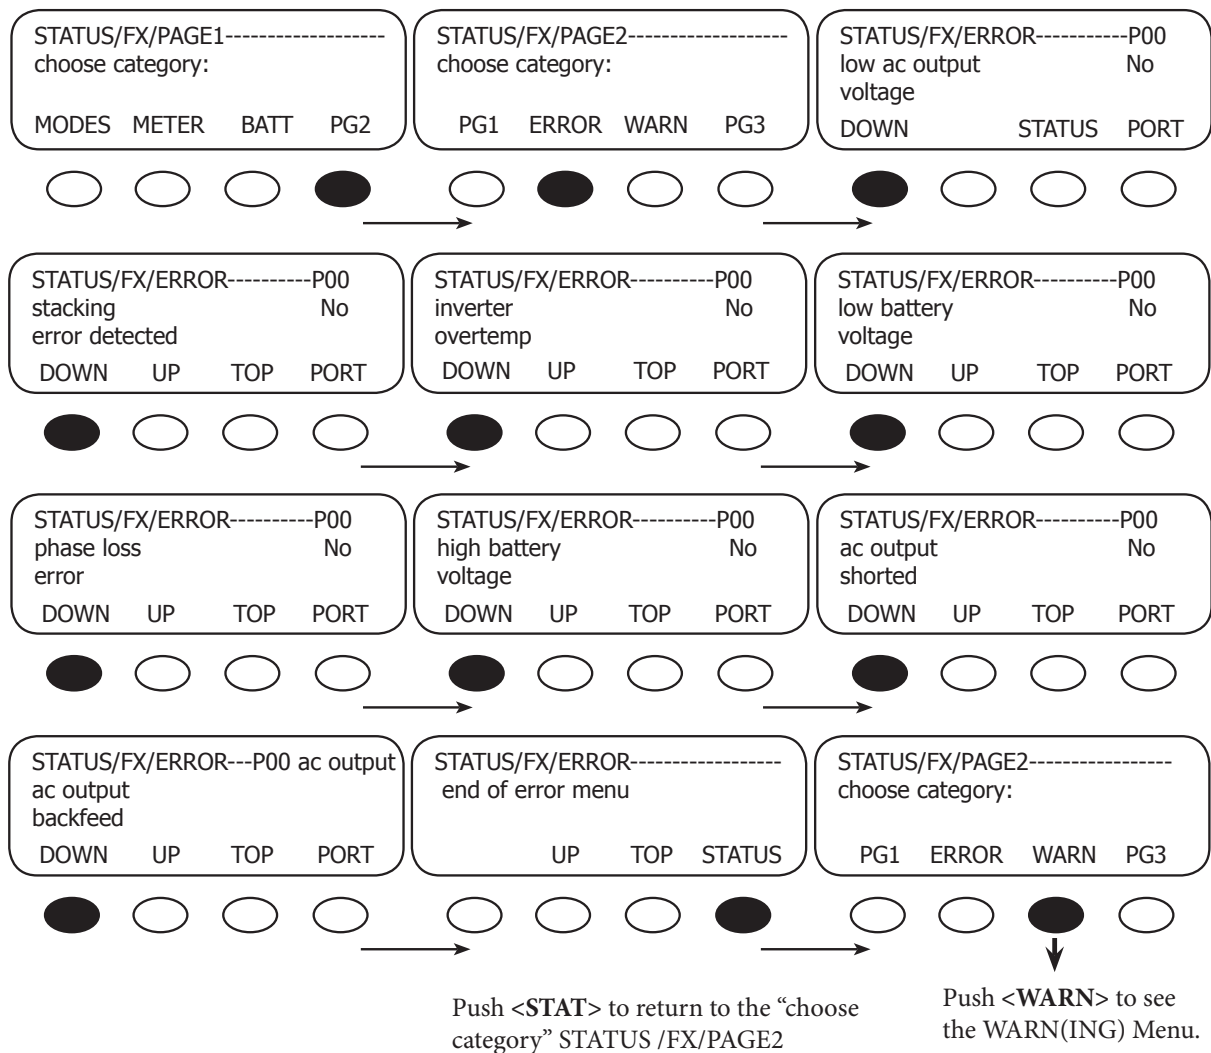 STATUS/FX/PAGE1-------------------
choose category:
MODES METER BATT PG2
STATUS/FX/PAGE2-------------------
choose category:
PG1 ERROR WARN PG3
STATUS/FX/ERROR-----------P00
low ac output No
voltage
DOWN STATUS PORT
STATUS/FX/ERROR----------P00
stacking No
error detected
DOWN UP TOP PORT
STATUS/FX/ERROR----------P00
inverter No
overtemp
DOWN UP TOP PORT
STATUS/FX/ERROR----------P00
low battery No
voltage
DOWN UP TOP PORT
STATUS/FX/ERROR----------P00
phase loss No
error
DOWN UP TOP PORT
STATUS/FX/ERROR----------P00
high battery No
voltage
DOWN UP TOP PORT
STATUS/FX/ERROR----------P00
ac output No
shorted
DOWN UP TOP PORT
STATUS/FX/ERROR---P00 ac output
ac output
backfeed
DOWN UP TOP PORT
STATUS/FX/ERROR------------------
end of error menu
UP TOP STATUS
STATUS/FX/PAGE2-----------------
choose category:
PG1 ERROR WARN PG3
Push <STAT> to return to the “choose
category” STATUS /FX/PAGE2
Push <WARN> to see
the WARN(ING) Menu.